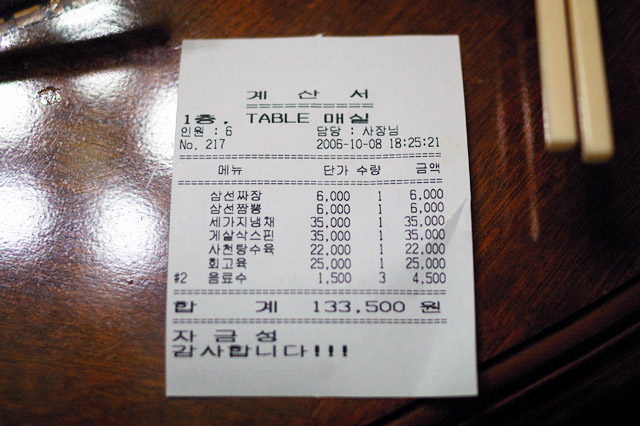 계 산 서
1층, TABLE 매실
인원 : 6 담당 : 사장님
No. 217 2006-10-08 18:25:21
메뉴 단가 수량 금액
삼선짜장 6,000 1 6,000
삼선짬뽕 6,000 1 6,000
세가지냉채 35,000 1 35,000
게살삭스핀 35,000 1 35,000
사천탕수육 22,000 1 22,000
회고육 25,000 1 25,000
#2 음료수 1,500 3 4,500
합 계 133,500 원
자 금 성
감사합니다!!!